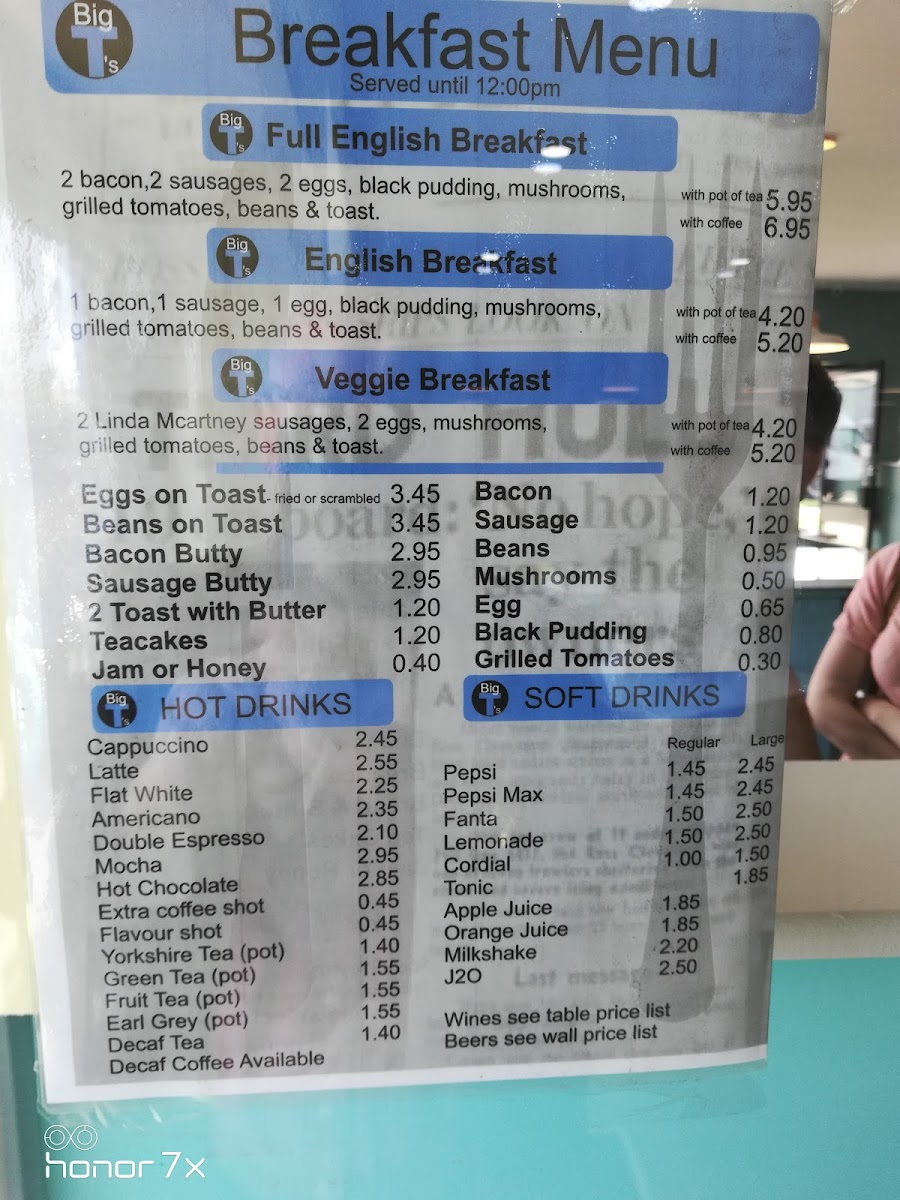 Big T's
Breakfast Menu
Served until 12:00pm
Big T's Full English Breakfast
2 bacon,2 sausages, 2 eggs, black pudding, mushrooms, with pot of tea 5.95
grilled tomatoes, beans & toast. with coffee 6.95
Big T's English Breakfast
1 bacon,1 sausage, 1 egg, black pudding, mushrooms, with pot of tea 4.20
grilled tomatoes, beans & toast. with coffee 5.20
Big T's Veggie Breakfast
2 Linda Mcartney sausages, 2 eggs, mushrooms, with pot of tea 4.20
grilled tomatoes, beans & toast. with coffee 5.20
Eggs on Toast- fried or scrambled 3.45
Beans on Toast 3.45
Bacon Butty 2.95
Sausage Butty 2.95
2 Toast with Butter 1.20
Teacakes 1.20
Jam or Honey 0.40
Bacon 1.20
Sausage 1.20
Beans 0.95
Mushrooms 0.50
Egg 0.65
Black Pudding 0.80
Grilled Tomatoes 0.30
Big T's HOT DRINKS
Cappuccino 2.45
Latte 2.55
Flat White 2.25
Americano 2.35
Double Espresso 2.10
Mocha 2.95
Hot Chocolate 2.85
Extra coffee shot 0.45
Flavour shot 0.45
Yorkshire Tea (pot) 1.40
Green Tea (pot) 1.55
Fruit Tea (pot) 1.55
Earl Grey (pot) 1.55
Decaf Tea 1.40
Decaf Coffee Available
Big T's SOFT DRINKS
Regular Large
Pepsi 1.45 2.45
Pepsi Max 1.45 2.45
Fanta 1.50 2.50
Lemonade 1.50 2.50
Cordial 1.00 1.50
Tonic 1.85
Apple Juice 1.85
Orange Juice 1.85
Milkshake 2.20
J2O 2.50
Wines see table price list
Beers see wall price list
honor 7x